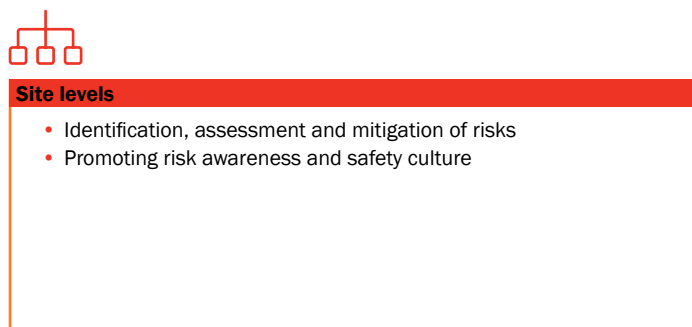 Site levels
• Identification, assessment and mitigation of risks
• Promoting risk awareness and safety culture